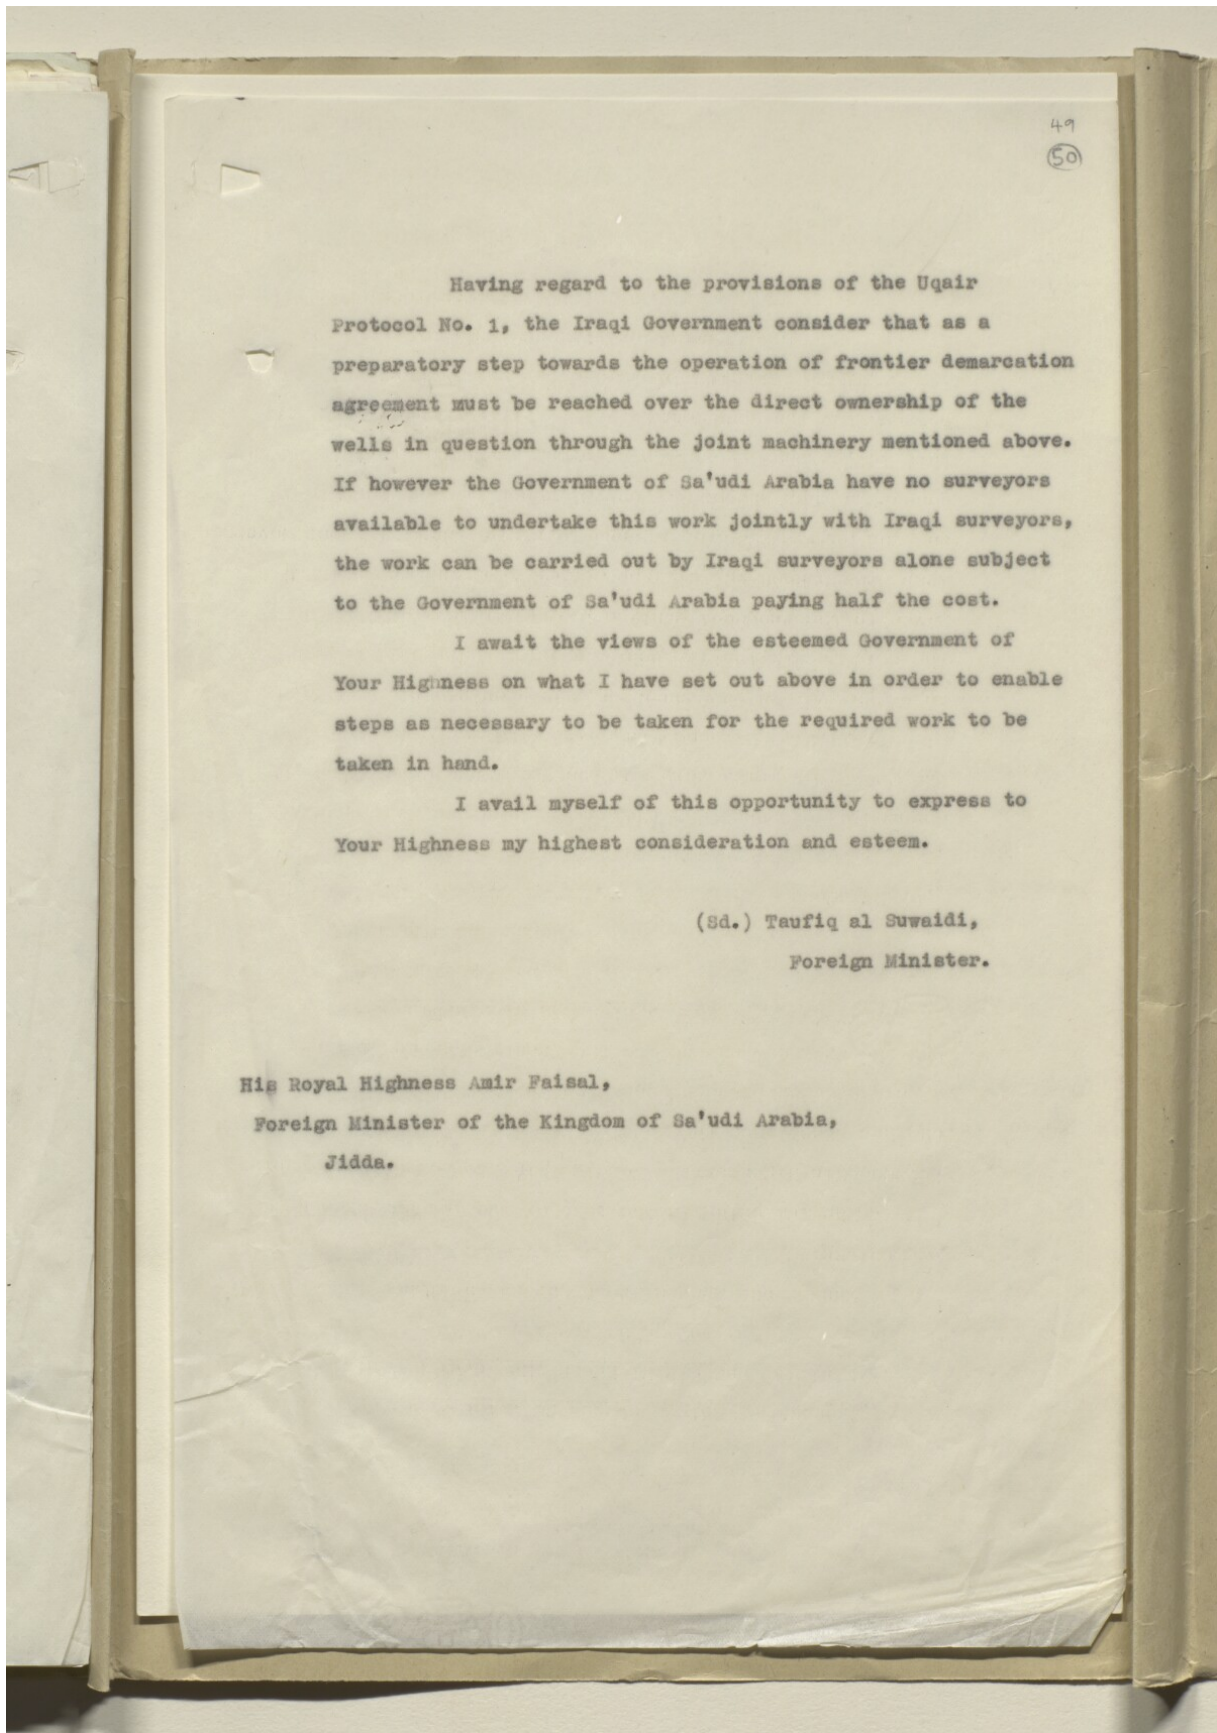 49
50
Having regard to the provisions of the Uqair
Protocol No. 1, the Iraqi Government consider that as a
preparatory step towards the operation of frontier demarcation
agreement must be reached over the direct ownership of the
wells in question through the joint machinery mentioned above.
If however the Government of Sa'udi Arabia have no surveyors
available to undertake this work jointly with Iraqi surveyors,
the work can be carried out by Iraqi surveyors alone subject
to the Government of Sa'udi Arabia paying half the cost.
I await the views of the esteemed Government of
Your Highness on what I have set out above in order to enable
steps as necessary to be taken for the required work to be
taken in hand.
I avail myself of this opportunity to express to
Your Highness my highest consideration and esteem.
(Sd.) Taufiq al Suwaidi,
Foreign Minister.
His Royal Highness Amir Faisal,
Foreign Minister of the Kingdom of Sa'udi Arabia,
Jidda.